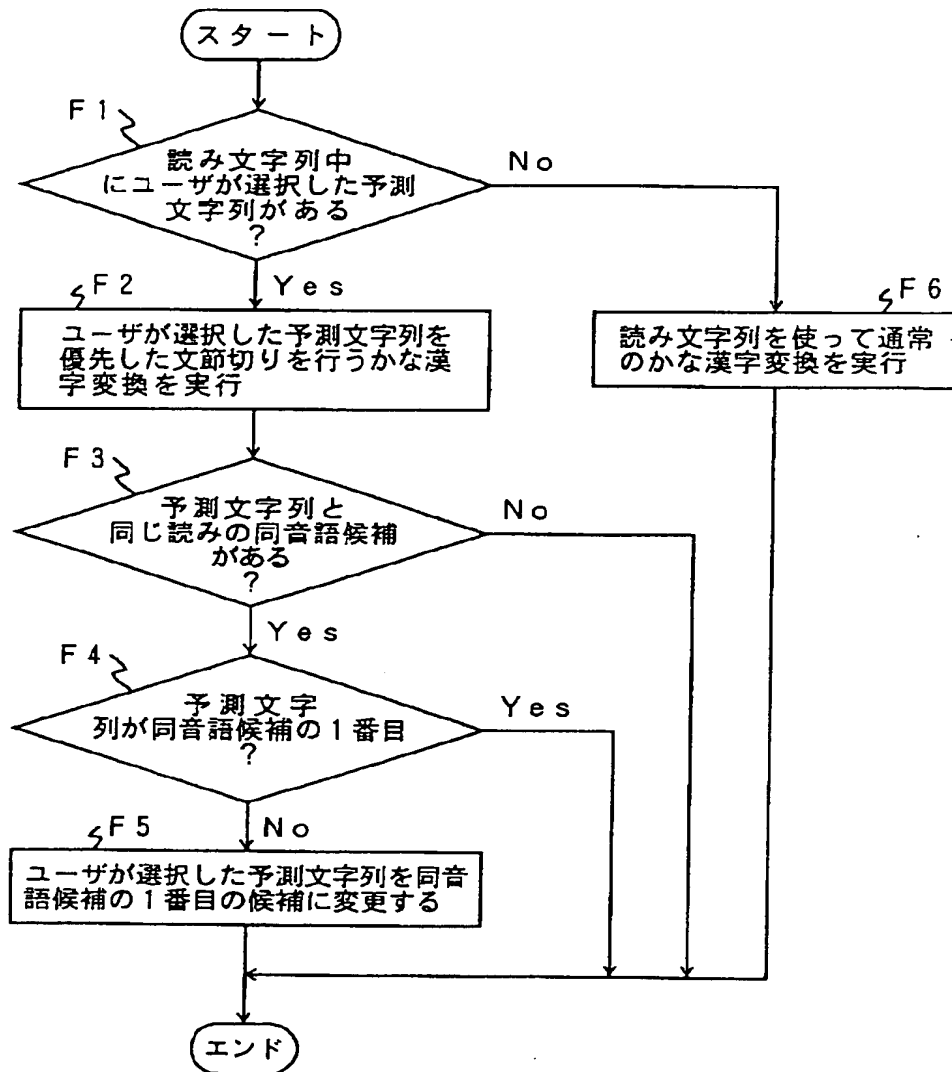 スタート
F1
読み文字列中
にユーザが選択した予測
文字列がある
?
No
Yes
F2
ユーザが選択した予測文字列を
優先した文節切りを行うかな漢
字変換を実行
F6
読み文字列を使って通常
のかな漢字変換を実行
F3
予測文字列と
同じ読みの同音語候補
がある
?
No
Yes
F4
予測文字
列が同音語候補の1番目
?
Yes
No
F5
ユーザが選択した予測文字列を同音
語候補の1番目の候補に変更する
エンド